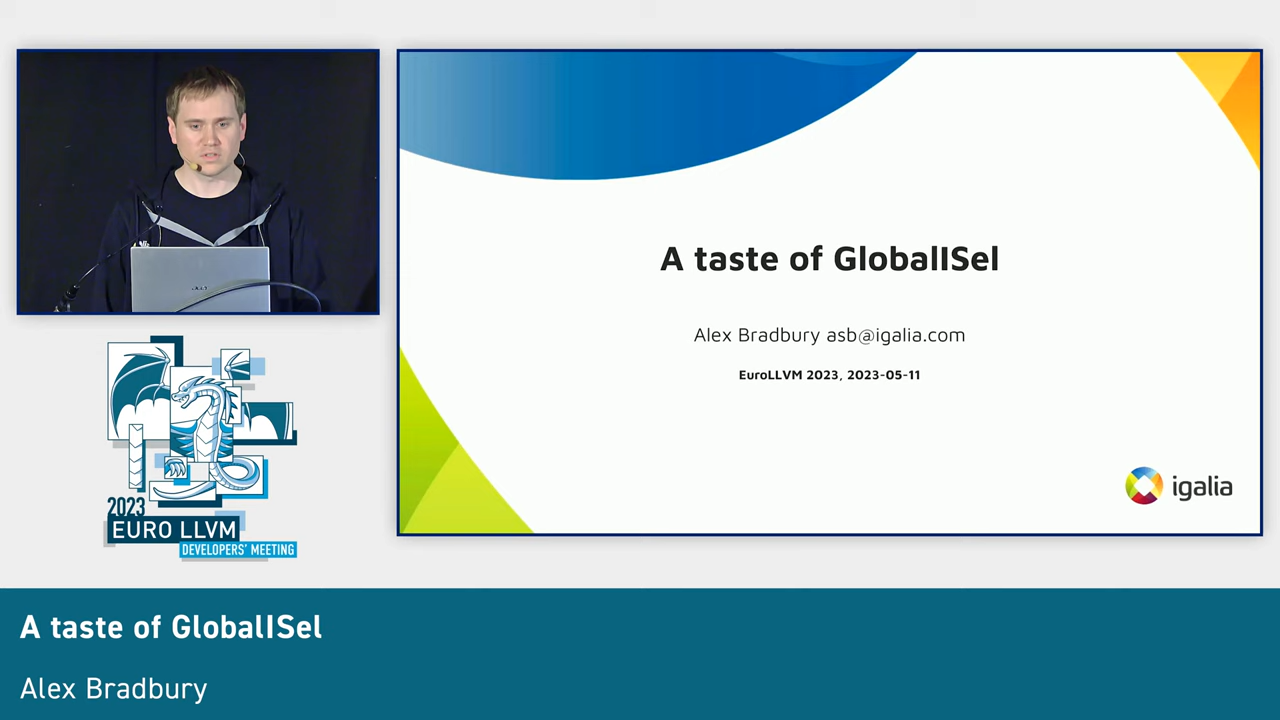 A taste of GlobalISel
Alex Bradbury asb@igalia.com
EuroLLVM 2023, 2023-05-11
igalia
acer
2023
EURO LLVM
DEVELOPERS' MEETING
A taste of GlobalISel
Alex Bradbury